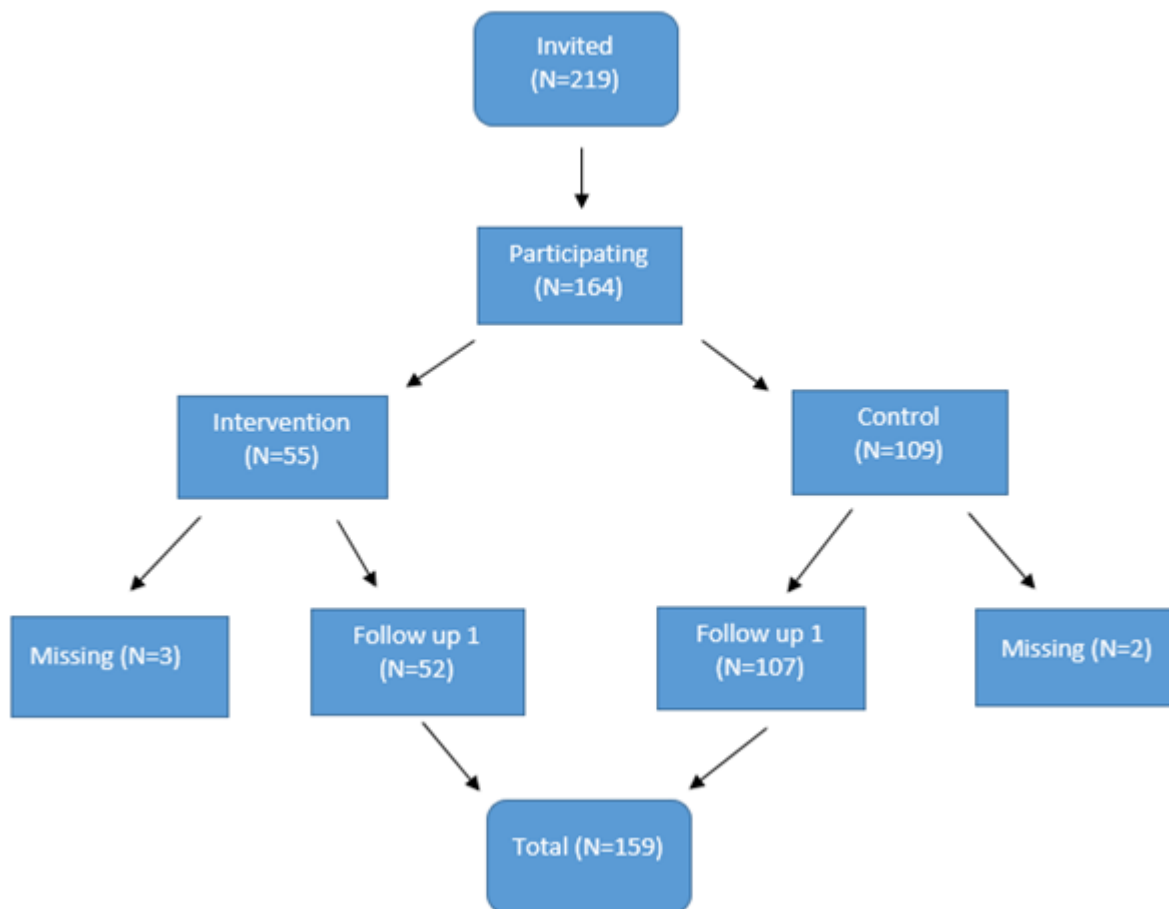 Invited
(N=219)
Participating
(N=164)
Intervention
(N=55)
Control
(N=109)
Missing (N=3)
Follow up 1
(N=52)
Follow up 1
(N=107)
Missing (N=2)
Total (N=159)